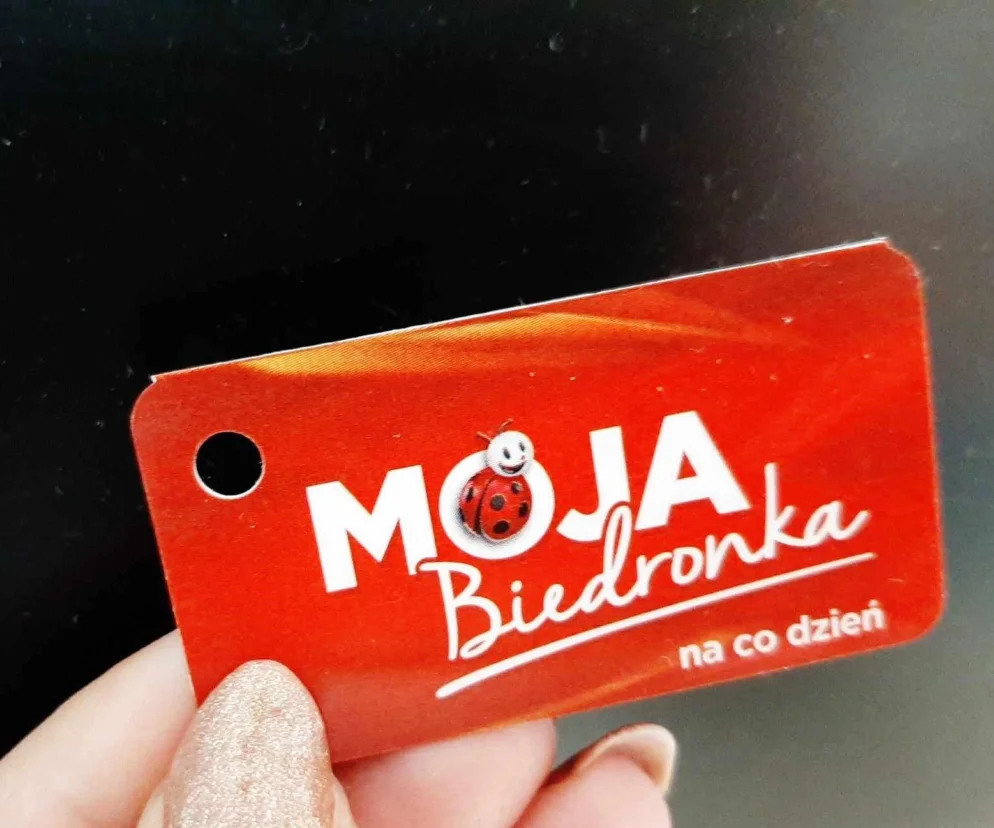 MOJA
Biedronka
na co dzień